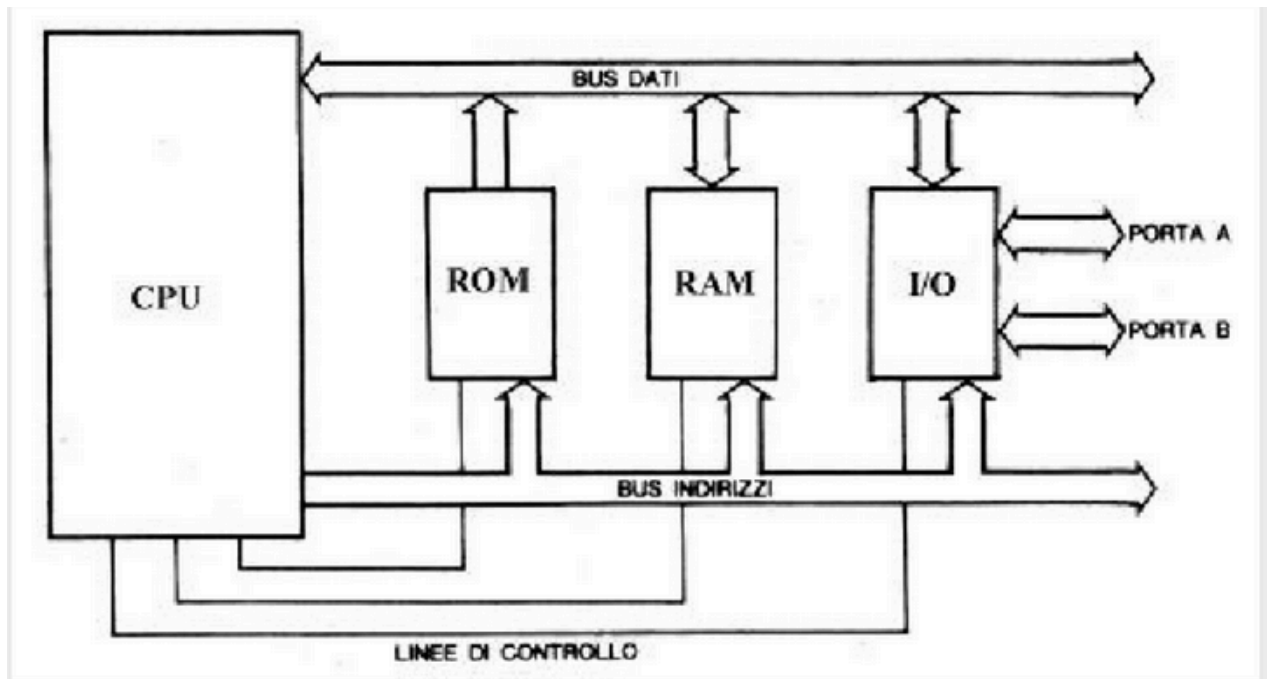 BUS DATI
CPU
ROM
RAM
I/O
PORTA A
PORTA B
BUS INDIRIZZI
LINEE DI CONTROLLO